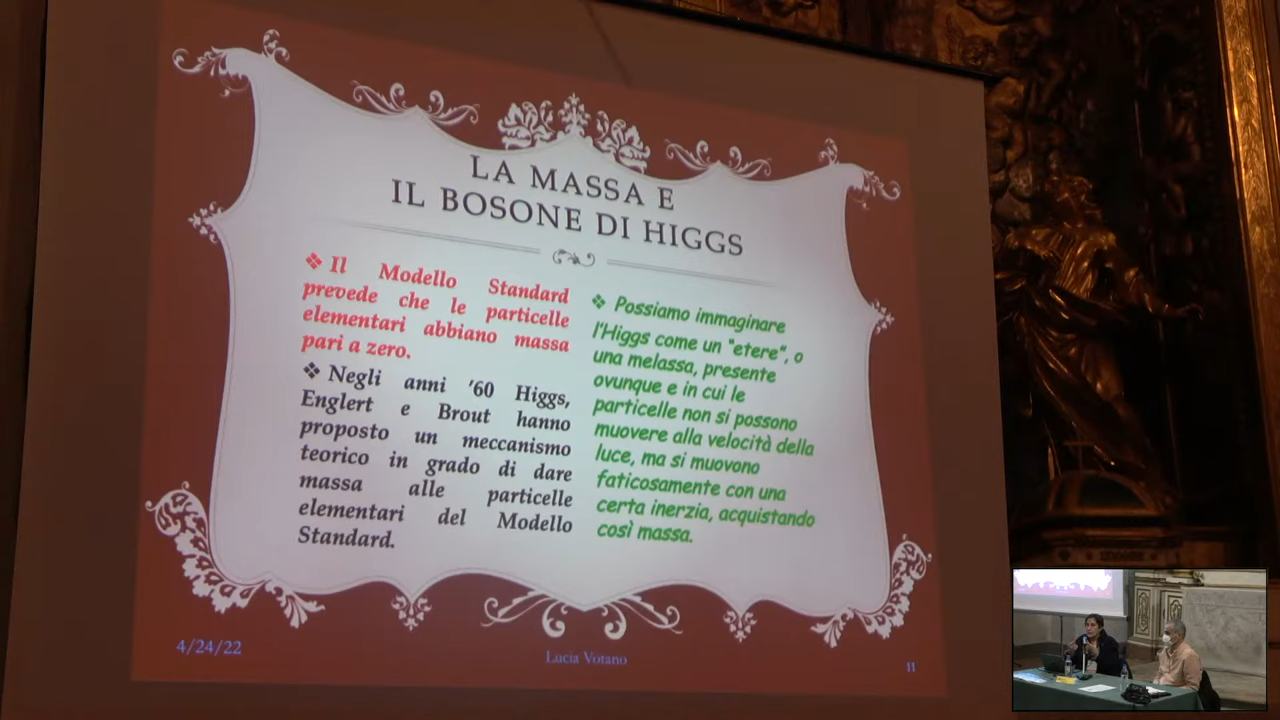 LA MASSA E
IL BOSONE DI HIGGS
❖ Il Modello Standard
prevede che le particelle
elementari abbiano massa
pari a zero.
❖ Negli anni '60 Higgs,
Englert e Brout hanno
proposto un meccanismo
teorico in grado di dare
massa alle particelle
elementari del Modello
Standard.
❖ Possiamo immaginare
l'Higgs come un "etere", o
una melassa, presente
ovunque e in cui le
particelle non si possono
muovere alla velocità della
luce, ma si muovono
faticosamente con una
certa inerzia, acquistando
così massa.
4/24/22
Lucia Votano
11